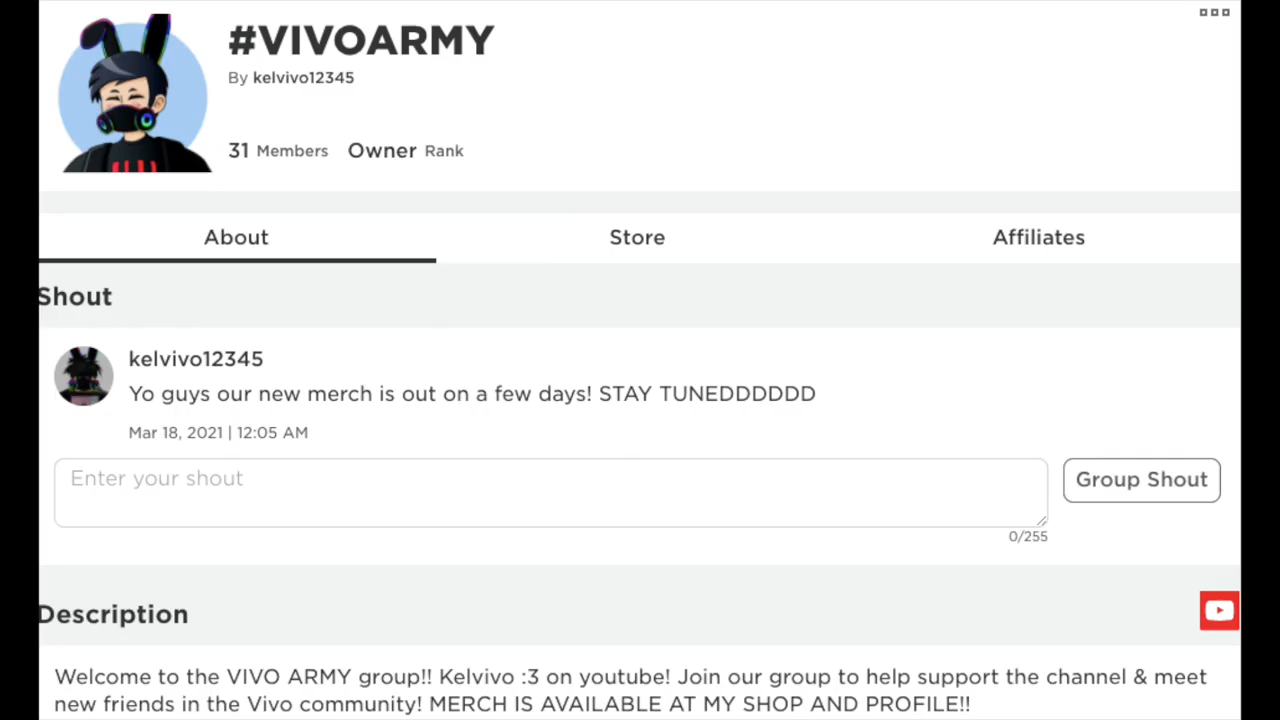 #VIVOARMY
By kelvivo12345
31 Members Owner Rank
About Store Affiliates
Shout
kelvivo12345
Yo guys our new merch is out on a few days! STAY TUNEDDDDDD
Mar 18, 2021 | 12:05 AM
Enter your shout
Group Shout
0/255
Description
Welcome to the VIVO ARMY group!! Kelvivo :3 on youtube! Join our group to help support the channel & meet
new friends in the Vivo community! MERCH IS AVAILABLE AT MY SHOP AND PROFILE!!